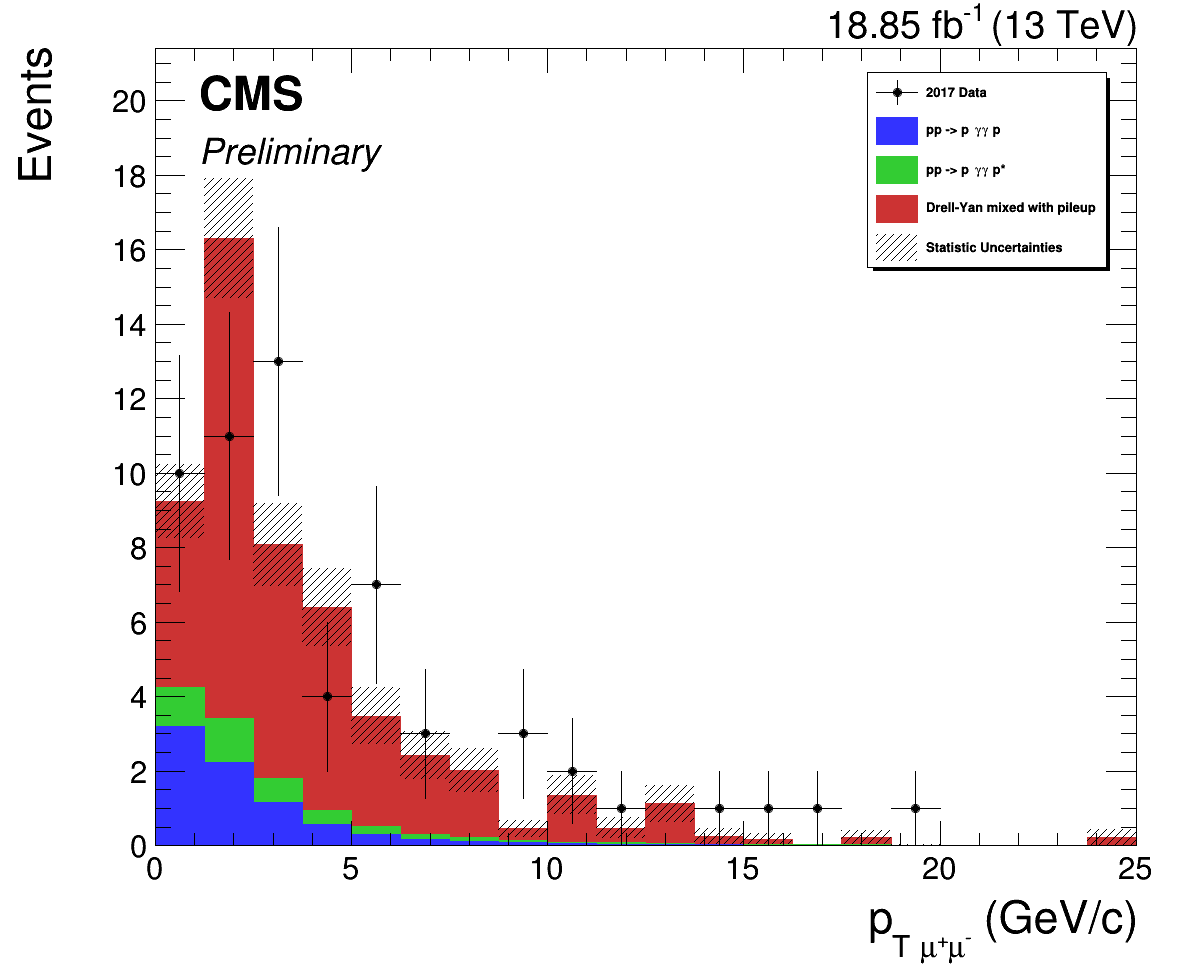 18.85 fb⁻¹ (13 TeV)
Events
CMS
Preliminary
2017 Data
pp -> p γγ p
pp -> p γγ p*
Drell-Yan mixed with pileup
Statistic Uncertainties
20
18
16
14
12
10
8
6
4
2
0
0 5 10 15 20 25
p_T μ⁺μ⁻ (GeV/c)